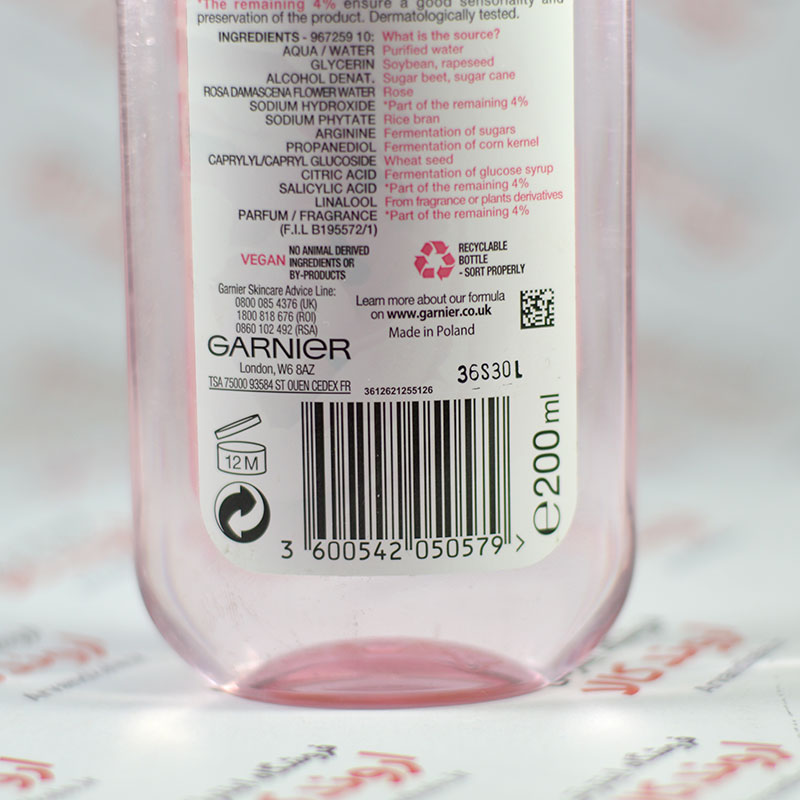 *The remaining 4% ensure a good sensoriality and
preservation of the product. Dermatologically tested.
INGREDIENTS - 967259 10: What is the source?
AQUA / WATER Purified water
GLYCERIN Soybean, rapeseed
ALCOHOL DENAT. Sugar beet, sugar cane
ROSA DAMASCENA FLOWER WATER Rose
SODIUM HYDROXIDE *Part of the remaining 4%
SODIUM PHYTATE Rice bran
ARGININE Fermentation of sugars
PROPANEDIOL Fermentation of corn kernel
CAPRYLYL/CAPRYL GLUCOSIDE Wheat seed
CITRIC ACID Fermentation of glucose syrup
SALICYLIC ACID *Part of the remaining 4%
LINALOOL From fragrance or plants derivatives
PARFUM / FRAGRANCE *Part of the remaining 4%
(F.I.L B195572/1)
VEGAN NO ANIMAL DERIVED
INGREDIENTS OR
BY-PRODUCTS
RECYCLABLE
BOTTLE
- SORT PROPERLY
Garnier Skincare Advice Line:
0800 085 4376 (UK)
1800 818 676 (ROI)
0860 102 492 (RSA)
Learn more about our formula
on www.garnier.co.uk
Made in Poland
GARNIER
London, W6 8AZ
TSA 75000 93584 ST OUEN CEDEX FR
3612621255126
36S30L
12 M
e 200 ml
3 600542 050579 >
اروند کالا
اروند
اروند